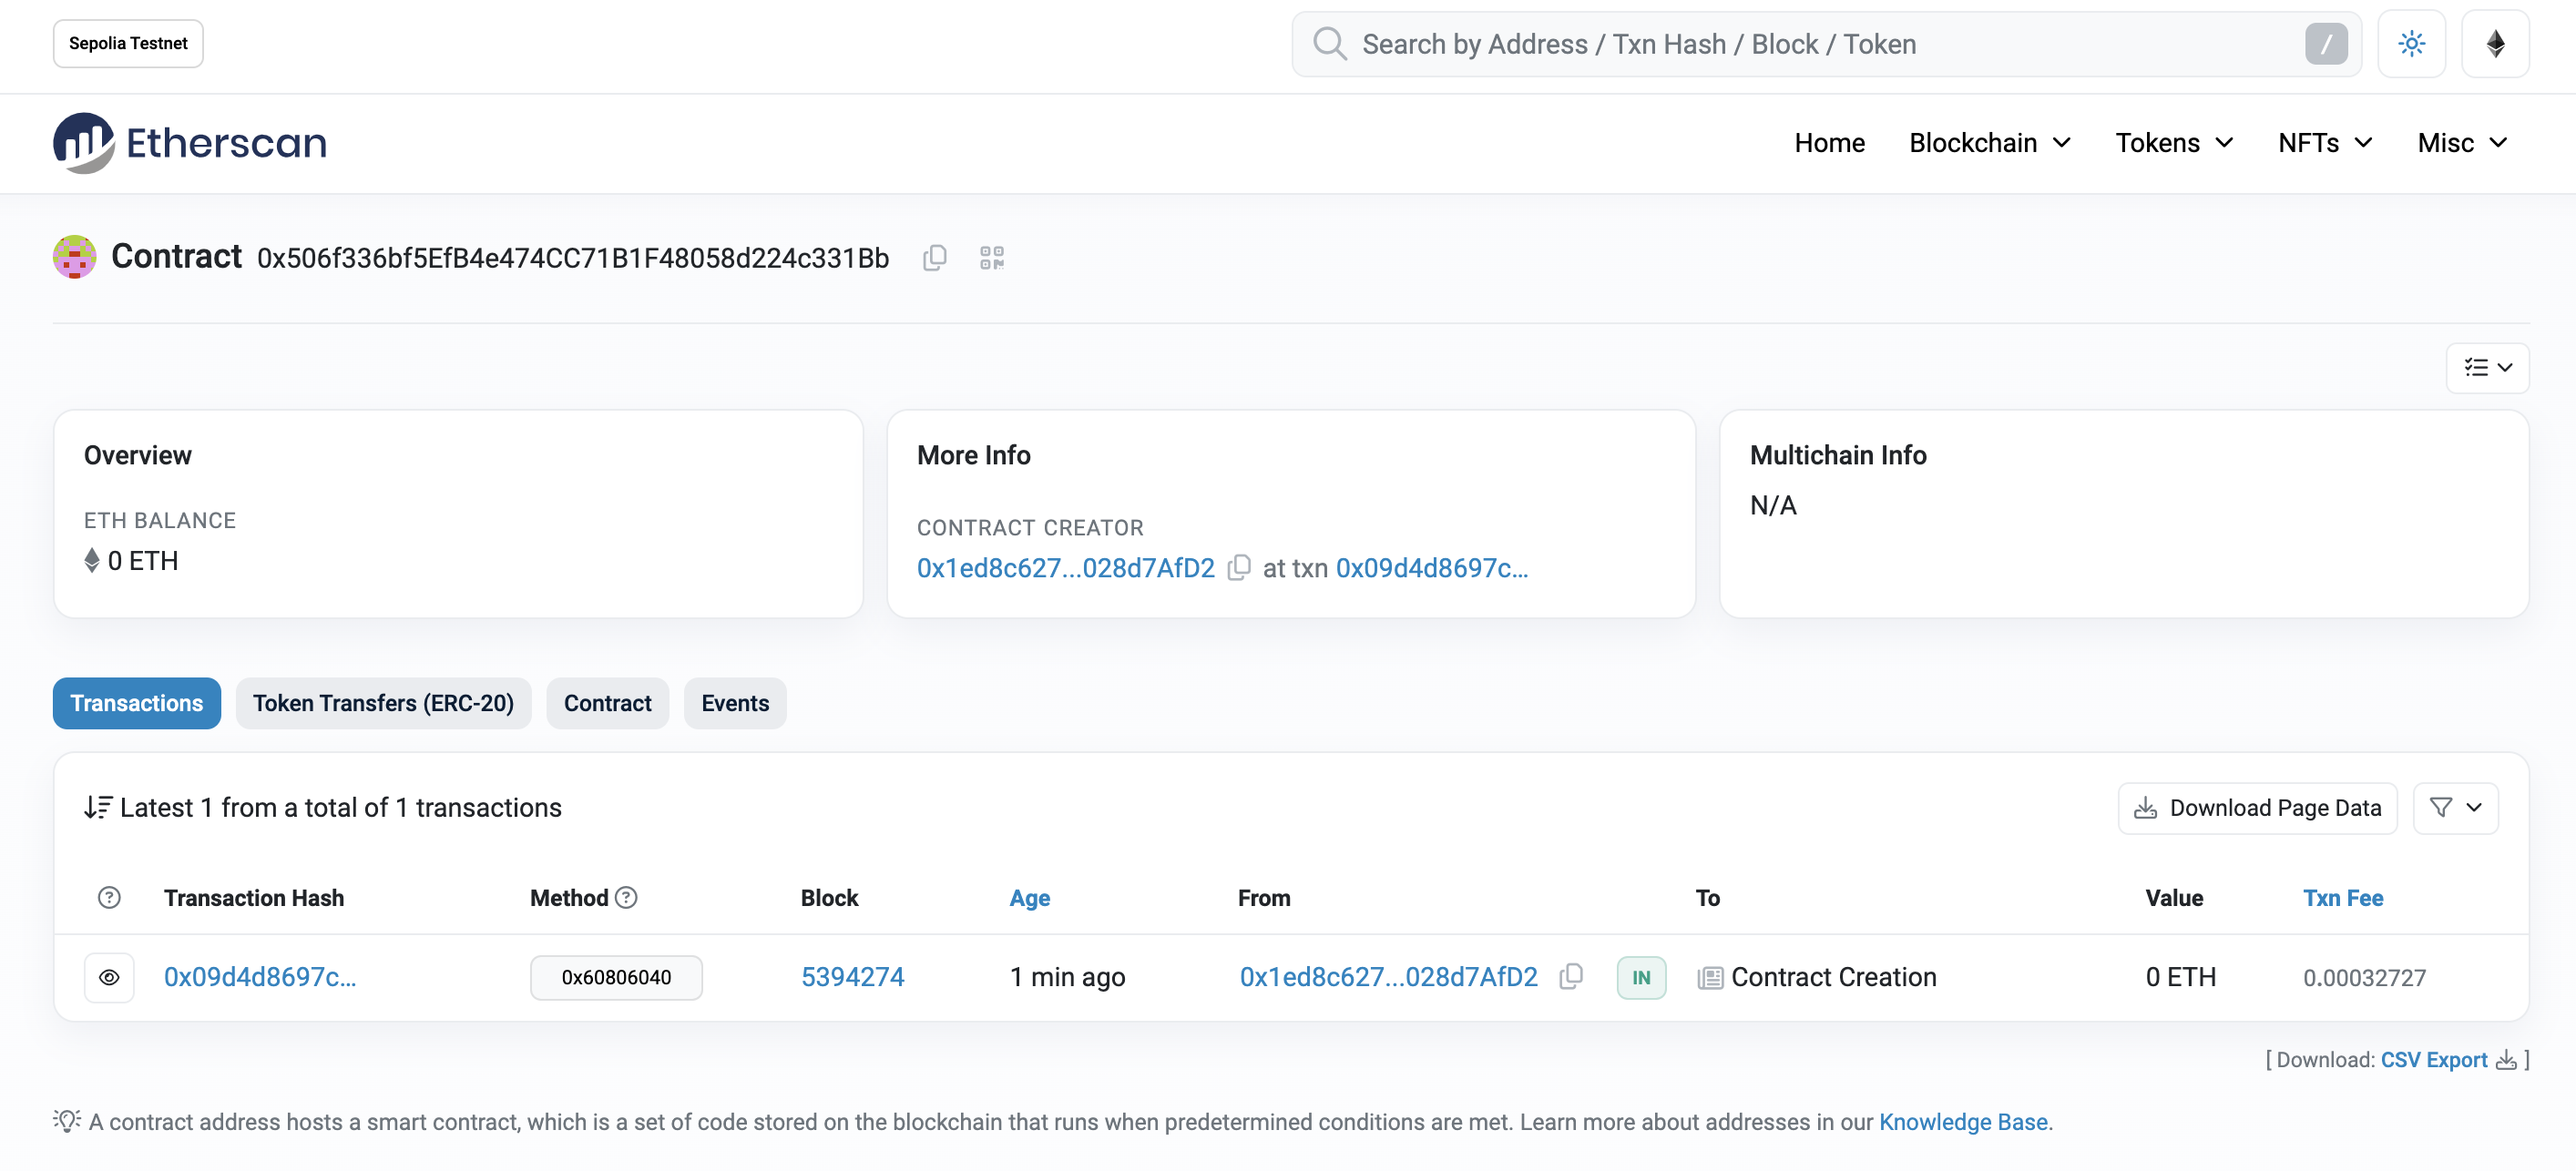 Sepolia Testnet
Search by Address / Txn Hash / Block / Token
/
Etherscan
Home Blockchain Tokens NFTs Misc
Contract 0x506f336bf5EfB4e474CC71B1F48058d224c331Bb
Overview
ETH BALANCE
0 ETH
More Info
CONTRACT CREATOR
0x1ed8c627...028d7AfD2 at txn 0x09d4d8697c...
Multichain Info
N/A
Transactions Token Transfers (ERC-20) Contract Events
Latest 1 from a total of 1 transactions
Download Page Data
? Transaction Hash Method ? Block Age From To Value Txn Fee
0x09d4d8697c... 0x60806040 5394274 1 min ago 0x1ed8c627...028d7AfD2 IN Contract Creation 0 ETH 0.00032727
[ Download: CSV Export ]
A contract address hosts a smart contract, which is a set of code stored on the blockchain that runs when predetermined conditions are met. Learn more about addresses in our Knowledge Base.